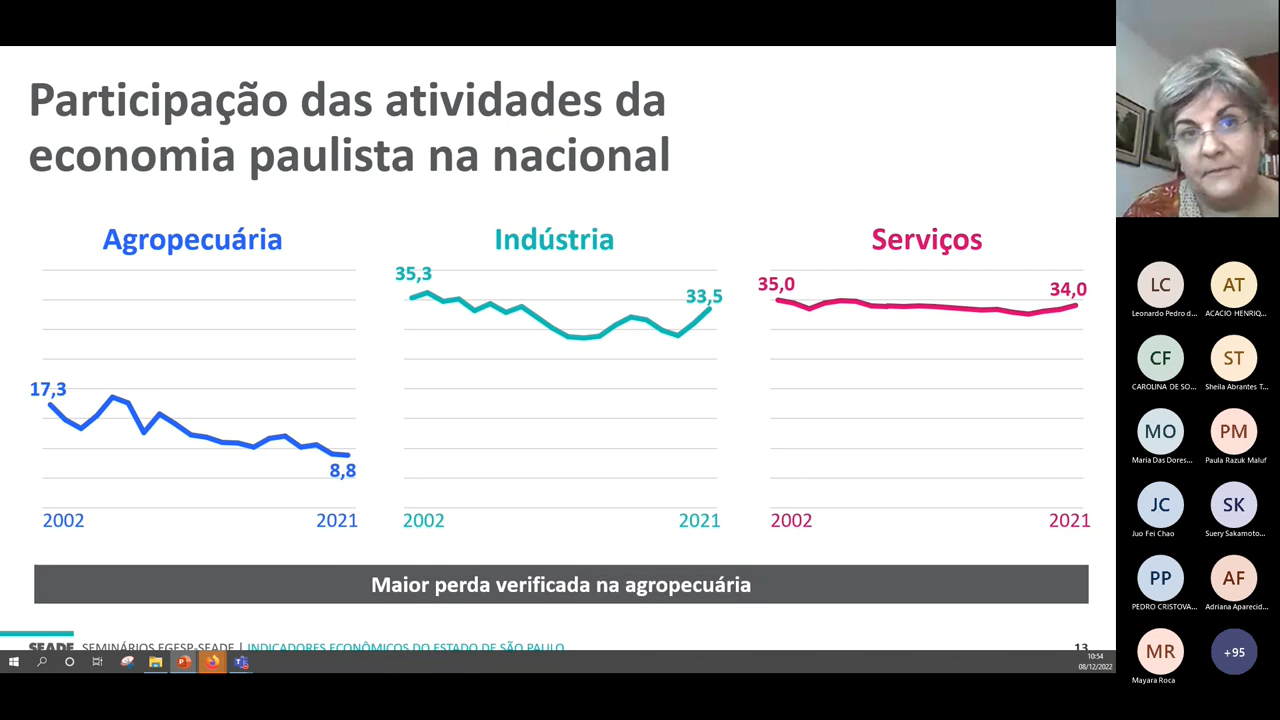 Participação das atividades da
economia paulista na nacional
Agropecuária
Indústria
Serviços
17,3
8,8
2002
2021
35,3
33,5
2002
2021
35,0
34,0
2002
2021
Maior perda verificada na agropecuária
SEADE SEMINÁRIOS EGESP-SEADE | INDICADORES ECONÔMICOS DO ESTADO DE SÃO PAULO
13
10:54
08/12/2022
LC
Leonardo Pedro d...
AT
ACACIO HENRIQ...
CF
CAROLINA DE SO...
ST
Sheila Abrantes T...
MO
Maria Das Dores...
PM
Paula Razuk Maluf
JC
Juo Fei Chao
SK
Suery Sakamoto...
PP
PEDRO CRISTOVA...
AF
Adriana Aparecid...
MR
Mayara Roca
+95